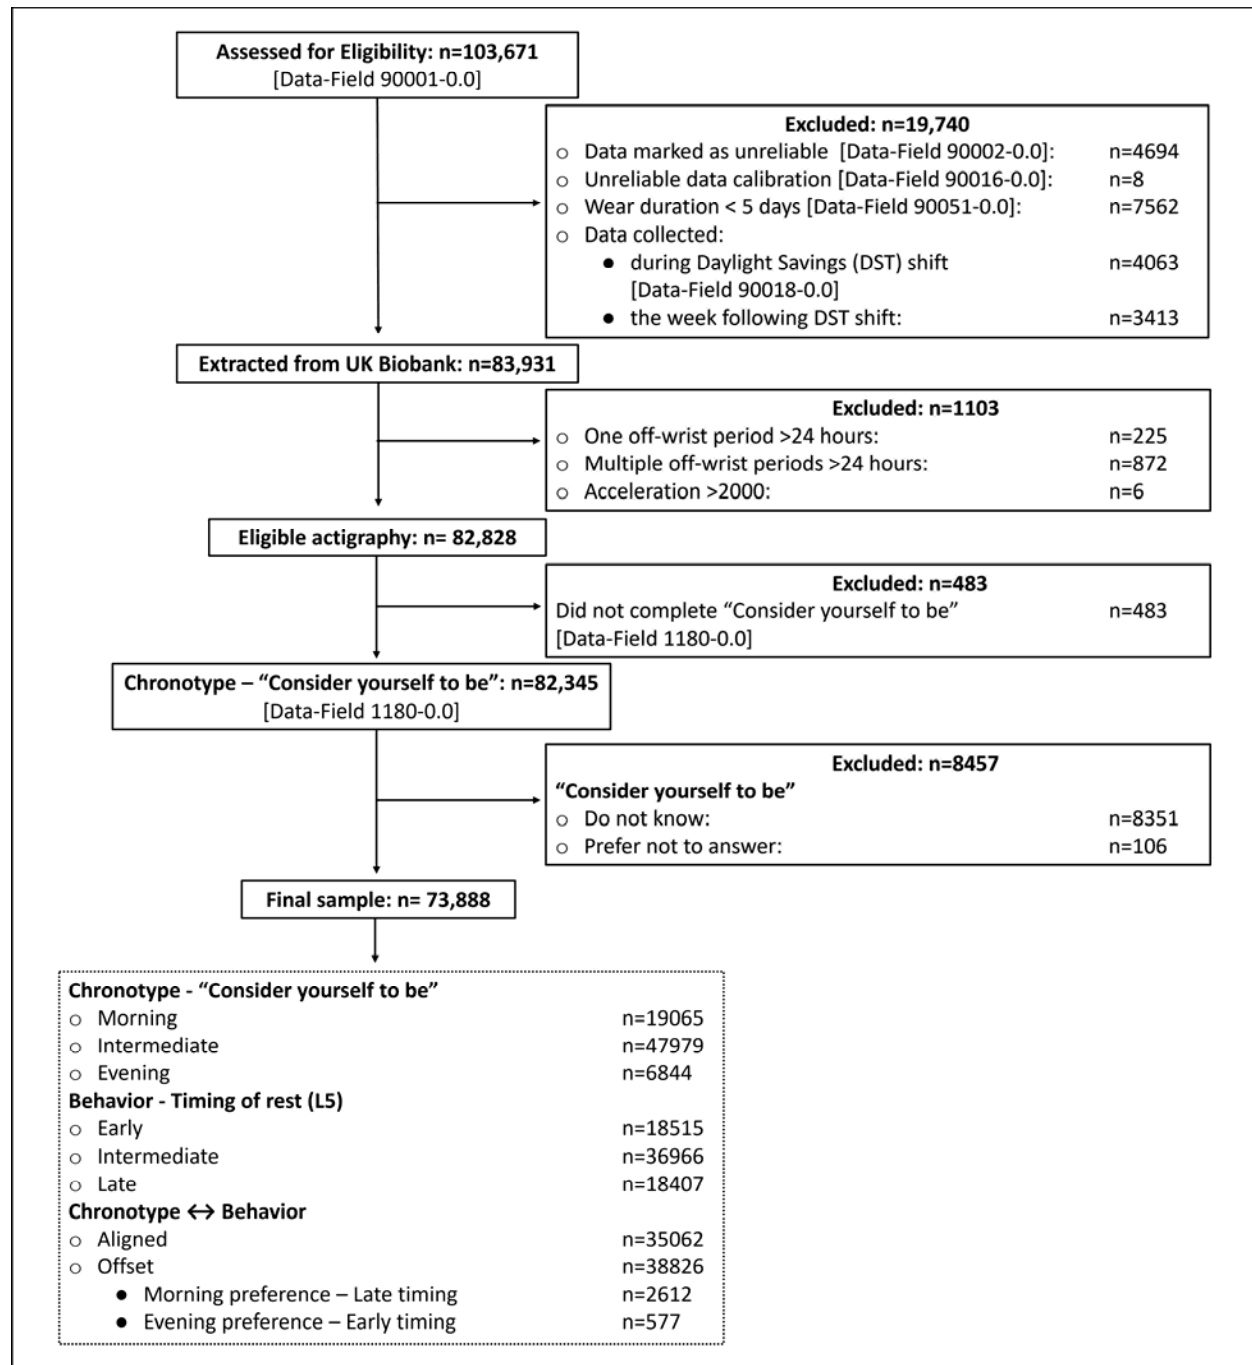 Assessed for Eligibility: n=103,671
[Data-Field 90001-0.0]
Excluded: n=19,740
○ Data marked as unreliable [Data-Field 90002-0.0]: n=4694
○ Unreliable data calibration [Data-Field 90016-0.0]: n=8
○ Wear duration < 5 days [Data-Field 90051-0.0]: n=7562
○ Data collected:
● during Daylight Savings (DST) shift n=4063
[Data-Field 90018-0.0]
● the week following DST shift: n=3413
Extracted from UK Biobank: n=83,931
Excluded: n=1103
○ One off-wrist period >24 hours: n=225
○ Multiple off-wrist periods >24 hours: n=872
○ Acceleration >2000: n=6
Eligible actigraphy: n= 82,828
Excluded: n=483
Did not complete “Consider yourself to be” n=483
[Data-Field 1180-0.0]
Chronotype – “Consider yourself to be”: n=82,345
[Data-Field 1180-0.0]
Excluded: n=8457
“Consider yourself to be”
○ Do not know: n=8351
○ Prefer not to answer: n=106
Final sample: n= 73,888
Chronotype - “Consider yourself to be”
○ Morning n=19065
○ Intermediate n=47979
○ Evening n=6844
Behavior - Timing of rest (L5)
○ Early n=18515
○ Intermediate n=36966
○ Late n=18407
Chronotype ↔ Behavior
○ Aligned n=35062
○ Offset n=38826
● Morning preference – Late timing n=2612
● Evening preference – Early timing n=577